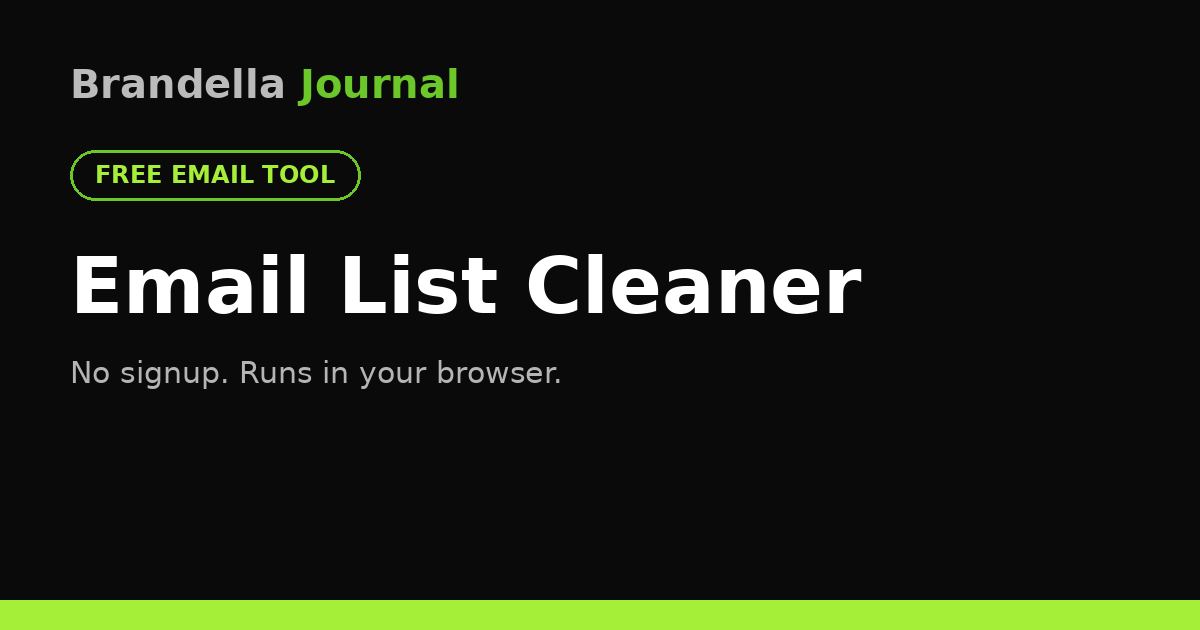 Brandella Journal
FREE EMAIL TOOL
Email List Cleaner
No signup. Runs in your browser.